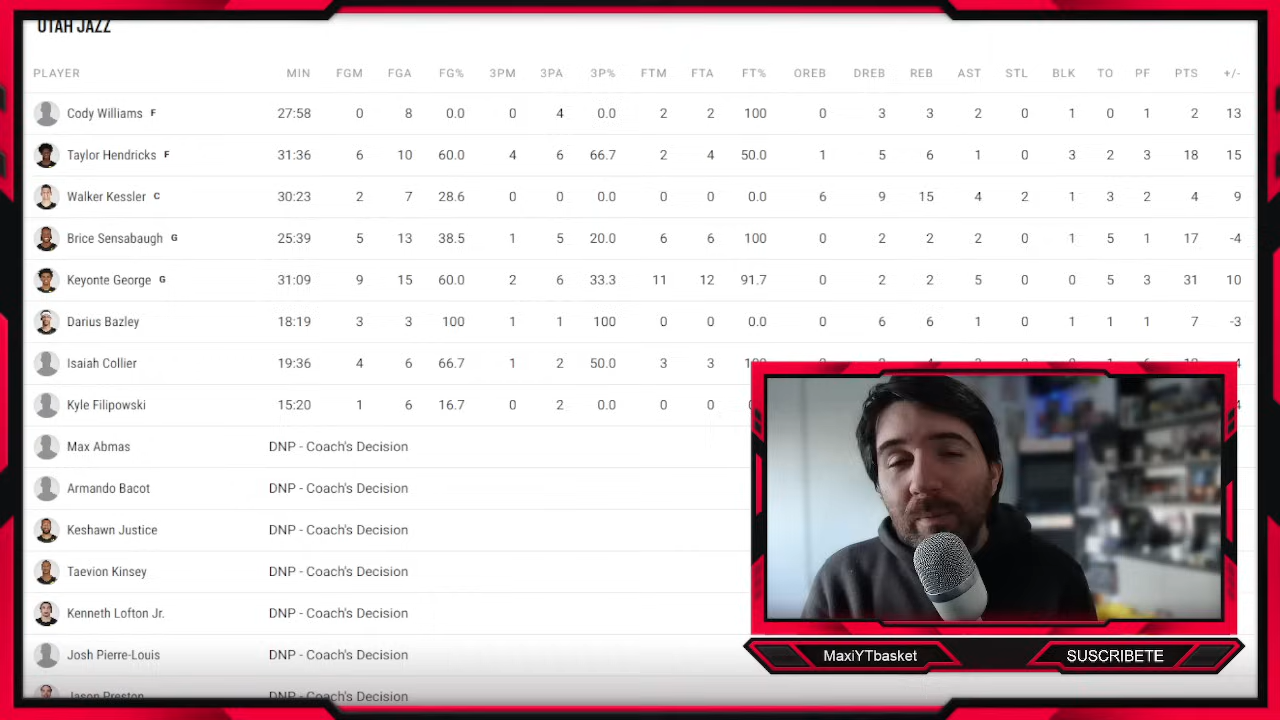 UTAH JAZZ
PLAYER MIN FGM FGA FG% 3PM 3PA 3P% FTM FTA FT% OREB DREB REB AST STL BLK TO PF PTS +/-
Cody Williams F 27:58 0 8 0.0 0 4 0.0 2 2 100 0 3 3 2 0 1 0 1 2 13
Taylor Hendricks F 31:36 6 10 60.0 4 6 66.7 2 4 50.0 1 5 6 1 0 3 2 3 18 15
Walker Kessler C 30:23 2 7 28.6 0 0 0.0 0 0 0.0 6 9 15 4 2 1 3 2 4 9
Brice Sensabaugh G 25:39 5 13 38.5 1 5 20.0 6 6 100 0 2 2 2 0 1 5 1 17 -4
Keyonte George G 31:09 9 15 60.0 2 6 33.3 11 12 91.7 0 2 2 5 0 0 5 3 31 10
Darius Bazley 18:19 3 3 100 1 1 100 0 0 0.0 0 6 6 1 0 1 1 1 7 -3
Isaiah Collier 19:36 4 6 66.7 1 2 50.0 3 3
Kyle Filipowski 15:20 1 6 16.7 0 2 0.0 0 0
Max Abmas DNP - Coach's Decision
Armando Bacot DNP - Coach's Decision
Keshawn Justice DNP - Coach's Decision
Taevion Kinsey DNP - Coach's Decision
Kenneth Lofton Jr. DNP - Coach's Decision
Josh Pierre-Louis DNP - Coach's Decision
Jason Preston DNP - Coach's Decision
MaxiYTbasket
SUSCRIBETE